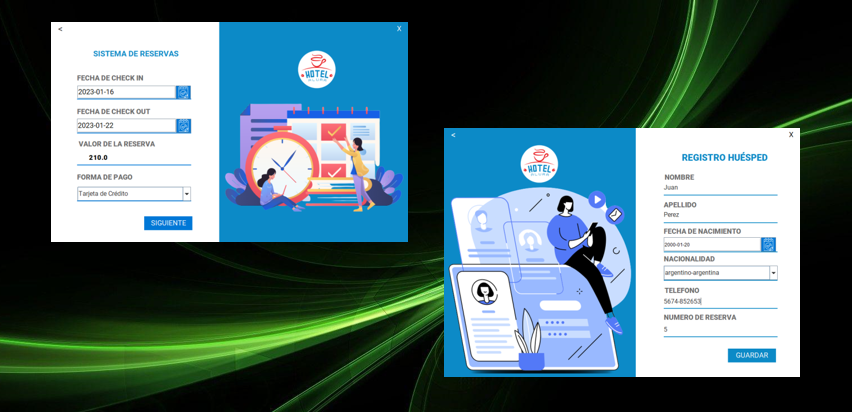 <
X
SISTEMA DE RESERVAS
FECHA DE CHECK IN
2023-01-16
FECHA DE CHECK OUT
2023-01-22
VALOR DE LA RESERVA
210.0
FORMA DE PAGO
Tarjeta de Crédito
SIGUIENTE
HOTEL
ALURA
<
X
HOTEL
ALURA
REGISTRO HUÉSPED
NOMBRE
Juan
APELLIDO
Perez
FECHA DE NACIMIENTO
2000-01-20
NACIONALIDAD
argentino-argentina
TELEFONO
5674-852653
NUMERO DE RESERVA
5
GUARDAR